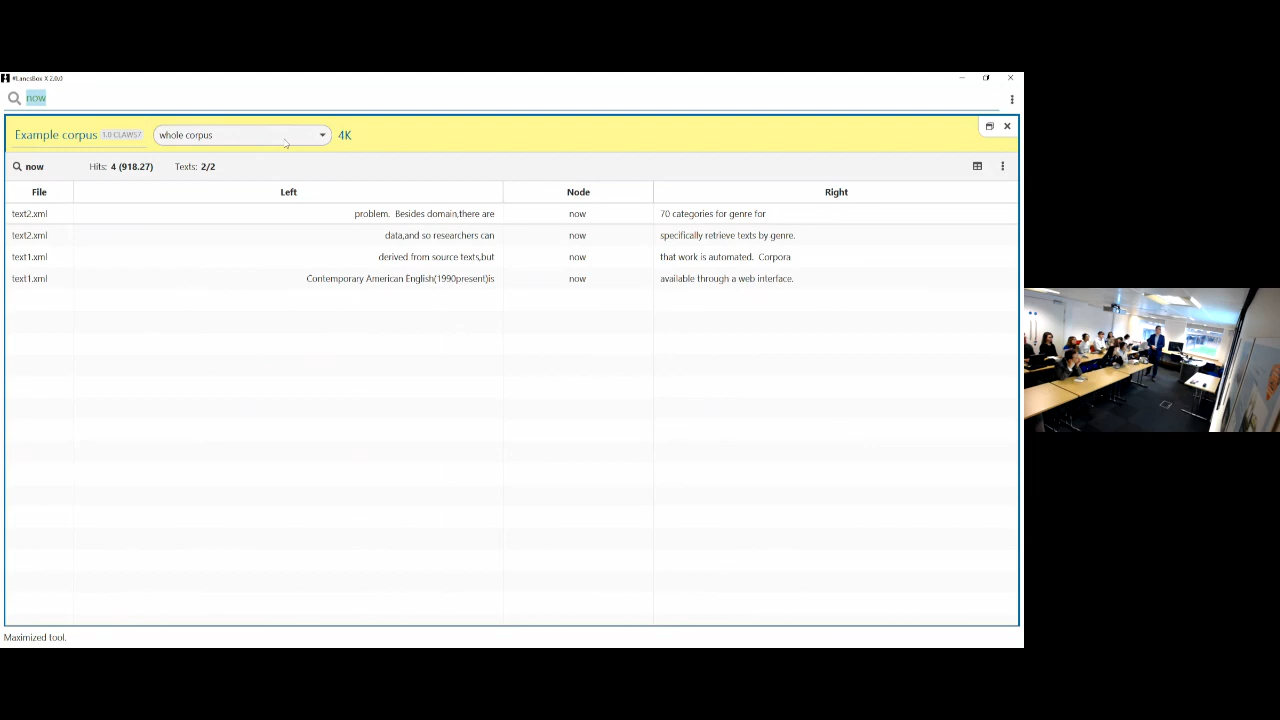 #LancsBox X 2.0.0
now
Example corpus 1.0 CLAWS7 whole corpus 4K
now Hits: 4 (918.27) Texts: 2/2
File Left Node Right
text2.xml problem. Besides domain,there are now 70 categories for genre for
text2.xml data,and so researchers can now specifically retrieve texts by genre.
text1.xml derived from source texts,but now that work is automated. Corpora
text1.xml Contemporary American English(1990present)is now available through a web interface.
Maximized tool.